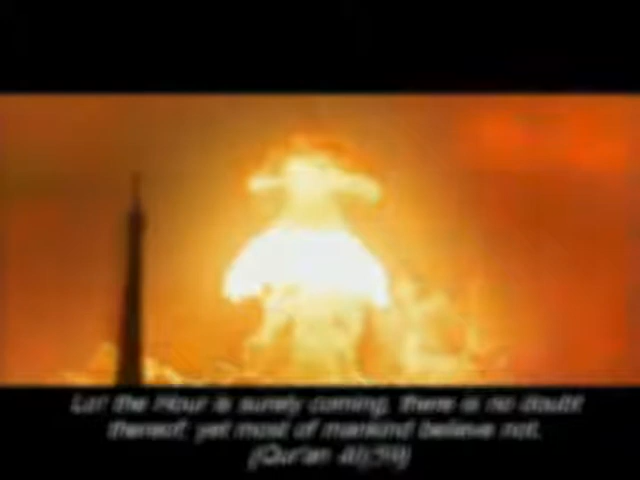 Lo! the Hour is surely coming, there is no doubt
thereof; yet most of mankind believe not.
(Qur'an 40:59)